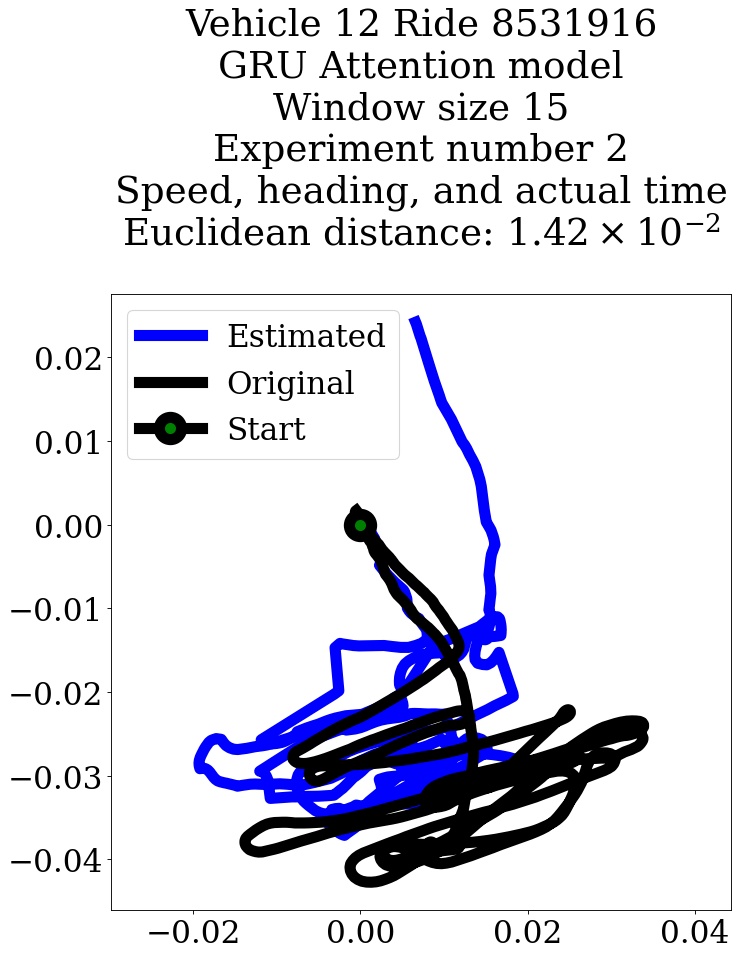 Vehicle 12 Ride 8531916
GRU Attention model
Window size 15
Experiment number 2
Speed, heading, and actual time
Euclidean distance: 1.42 × 10⁻²
Estimated
Original
Start
0.02
0.01
0.00
−0.01
−0.02
−0.03
−0.04
−0.02
0.00
0.02
0.04